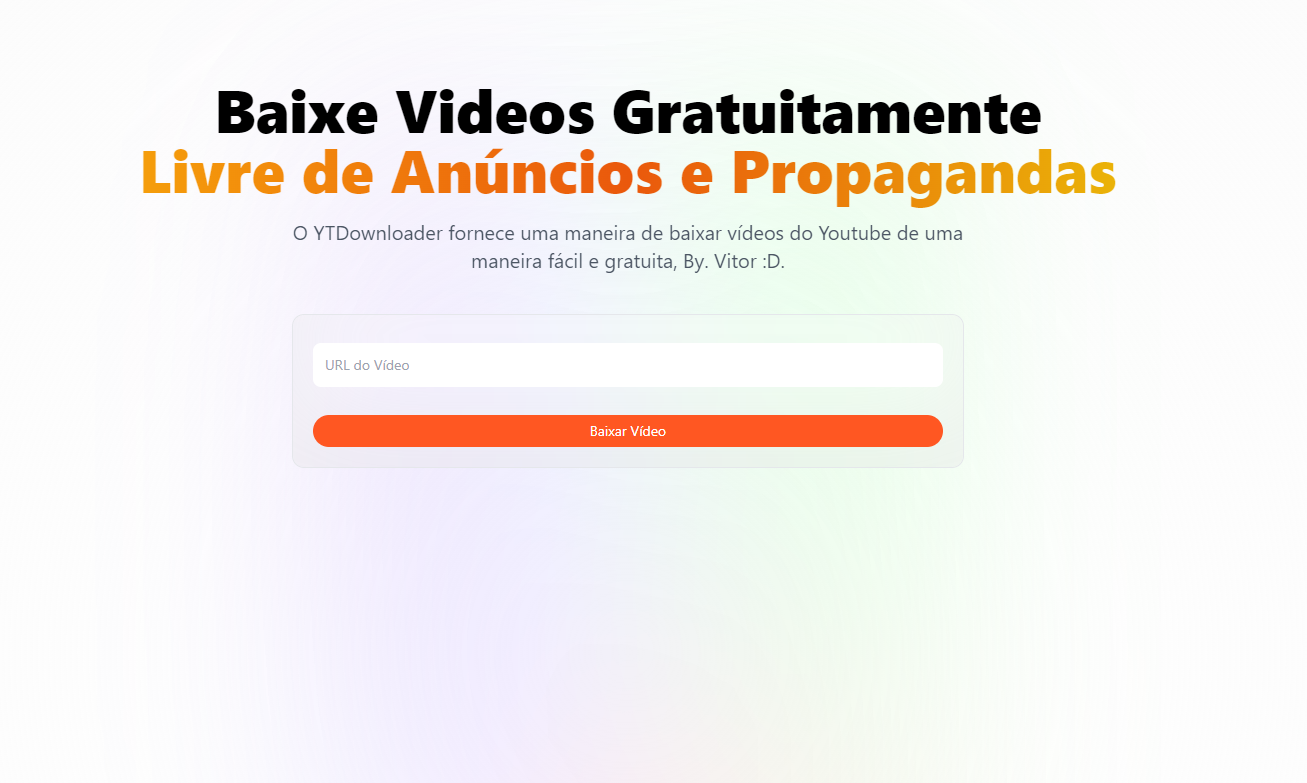 Baixe Videos Gratuitamente
Livre de Anúncios e Propagandas
O YTDownloader fornece uma maneira de baixar vídeos do Youtube de uma
maneira fácil e gratuita, By. Vitor :D.
URL do Vídeo
Baixar Vídeo